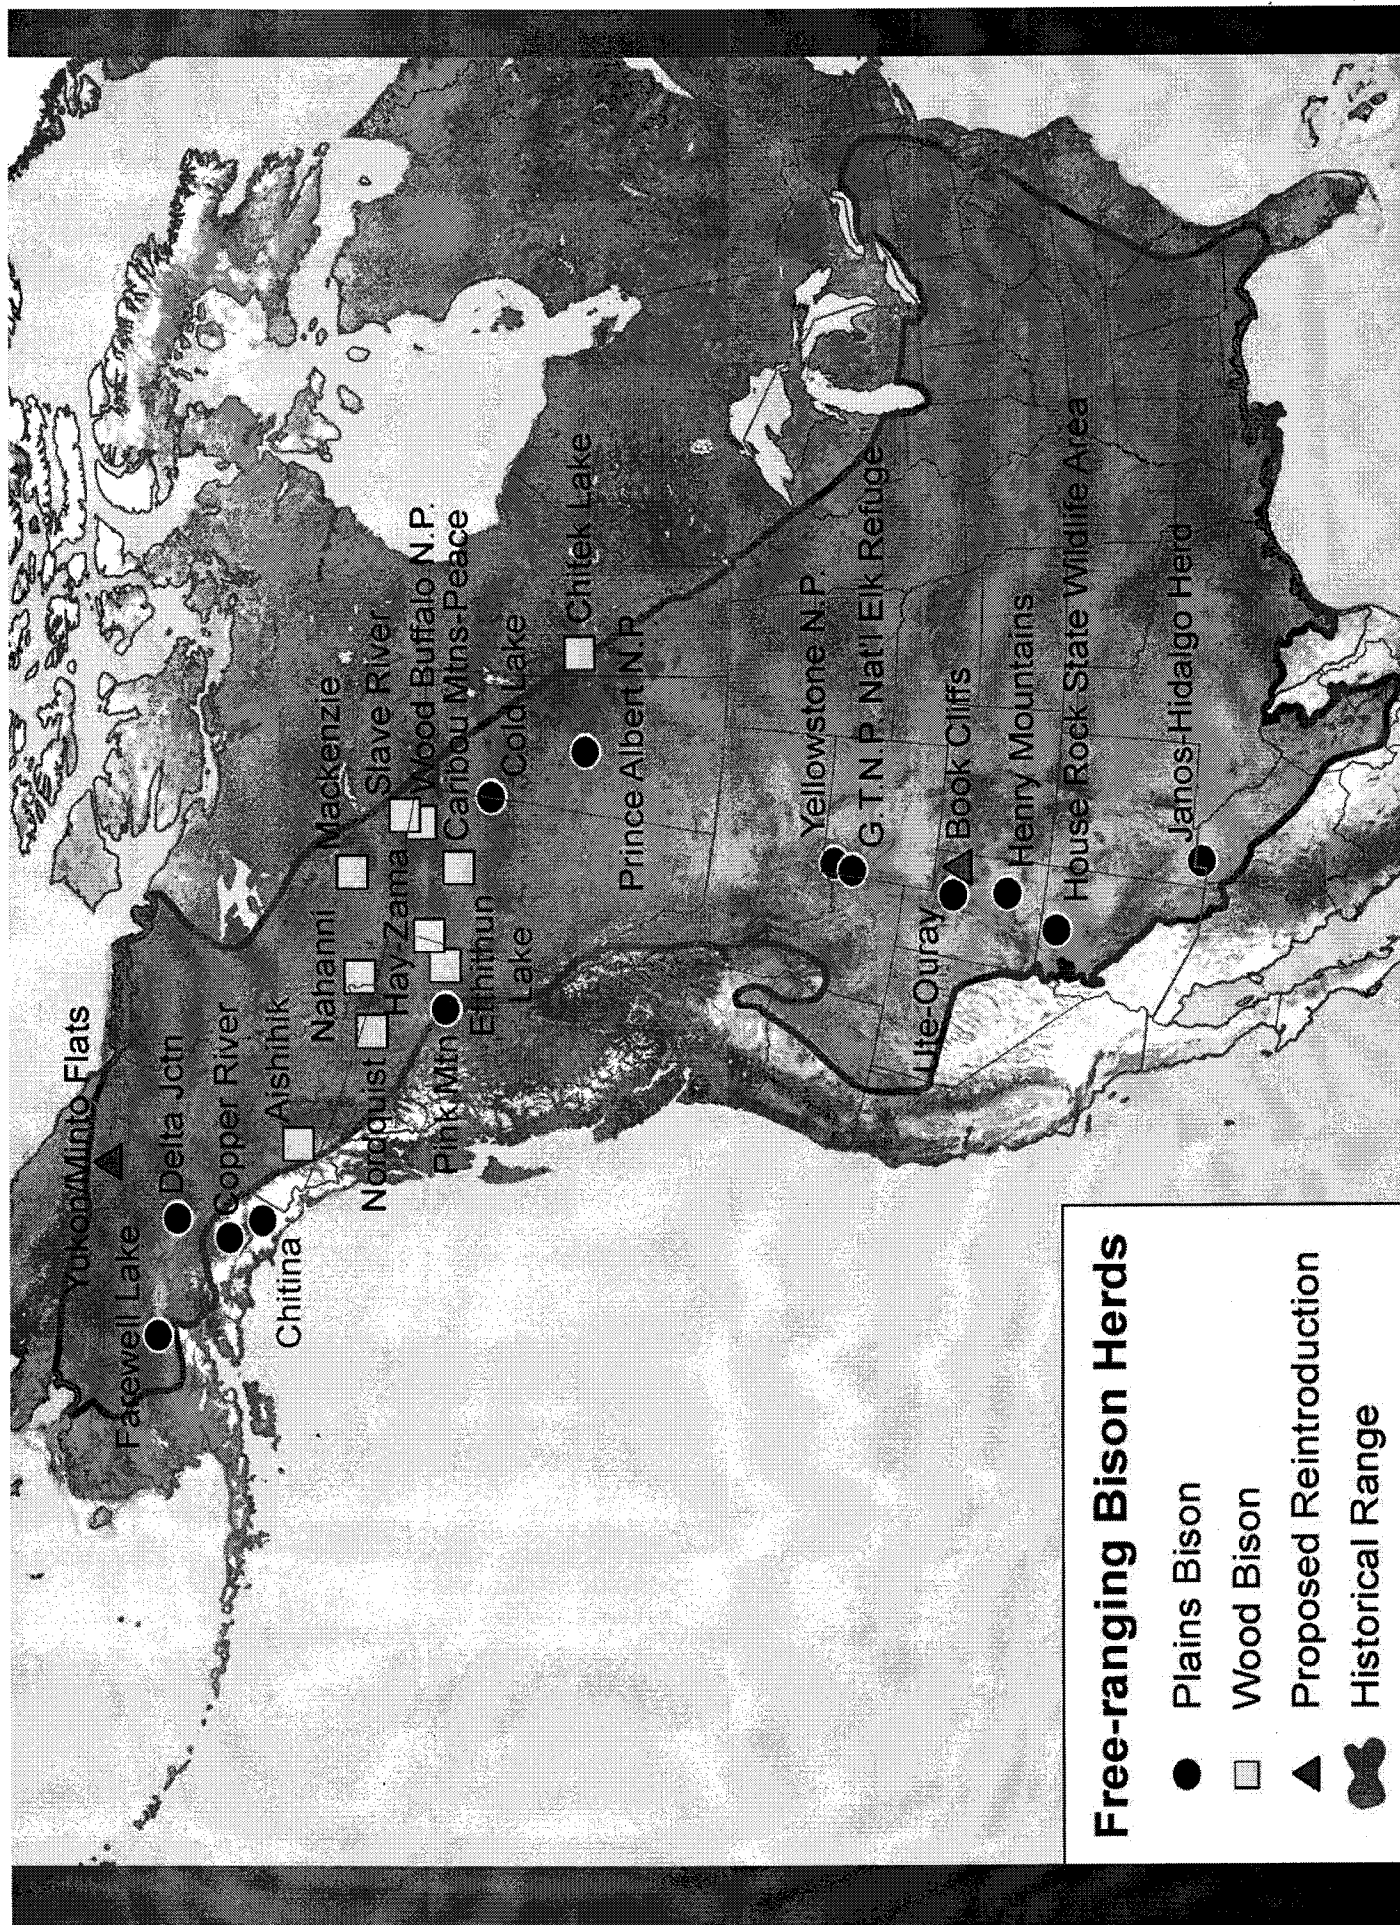 Yukon/Minto Flats
Farewell Lake
Delta Jctn
Copper River
Chitina
Aishihik
Nahanni
Mackenzie
Nordquist
Hay-Zama
Slave River
Wood Buffalo N.P.
Caribou Mtns-Peace
Pink Mtn
Etthithun
Lake
Cold Lake
Chitek Lake
Prince Albert N.P.
Yellowstone N.P.
G.T.N.P. Nat'l Elk Refuge
Ute-Ouray
Book Cliffs
Henry Mountains
House Rock State Wildlife Area
Janos-Hidalgo Herd
Free-ranging Bison Herds
Plains Bison
Wood Bison
Proposed Reintroduction
Historical Range